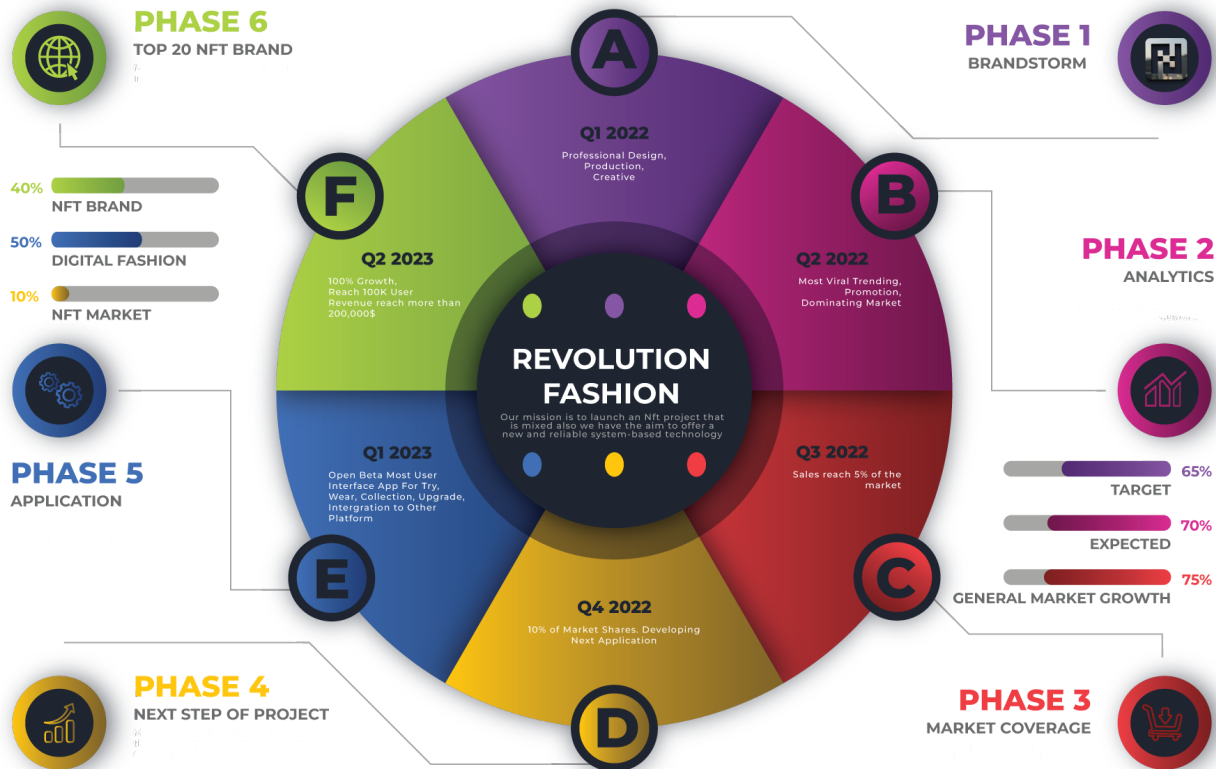 PHASE 6
TOP 20 NFT BRAND
PHASE 1
BRANDSTORM
A
Q1 2022
Professional Design,
Production,
Creative
B
Q2 2022
Most Viral Trending,
Promotion,
Dominating Market
PHASE 2
ANALYTICS
F
Q2 2023
100% Growth,
Reach 100K User
Revenue reach more than
200,000$
40%
NFT BRAND
50%
DIGITAL FASHION
10%
NFT MARKET
REVOLUTION
FASHION
Our mission is to launch an Nft project that
is mixed also we have the aim to offer a
new and reliable system-based technology
PHASE 5
APPLICATION
E
Q1 2023
Open Beta Most User
Interface App For Try,
Wear, Collection, Upgrade,
Intergration to Other
Platform
C
Q3 2022
Sales reach 5% of the
market
65%
TARGET
70%
EXPECTED
75%
GENERAL MARKET GROWTH
D
Q4 2022
10% of Market Shares. Developing
Next Application
PHASE 4
NEXT STEP OF PROJECT
PHASE 3
MARKET COVERAGE